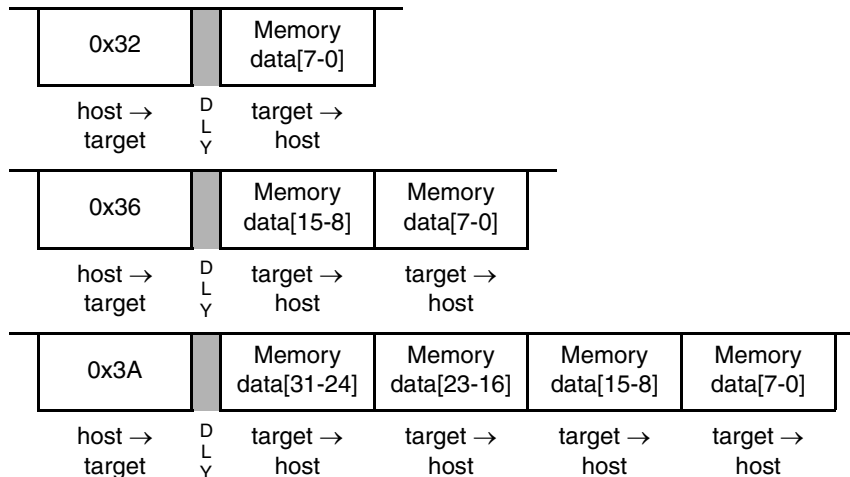 0x32 Memory
data[7-0]
host → D L Y target →
target host
0x36 Memory Memory
data[15-8] data[7-0]
host → D L Y target → target →
target host host
0x3A Memory Memory Memory Memory
data[31-24] data[23-16] data[15-8] data[7-0]
host → D L Y target → target → target → target →
target host host host host